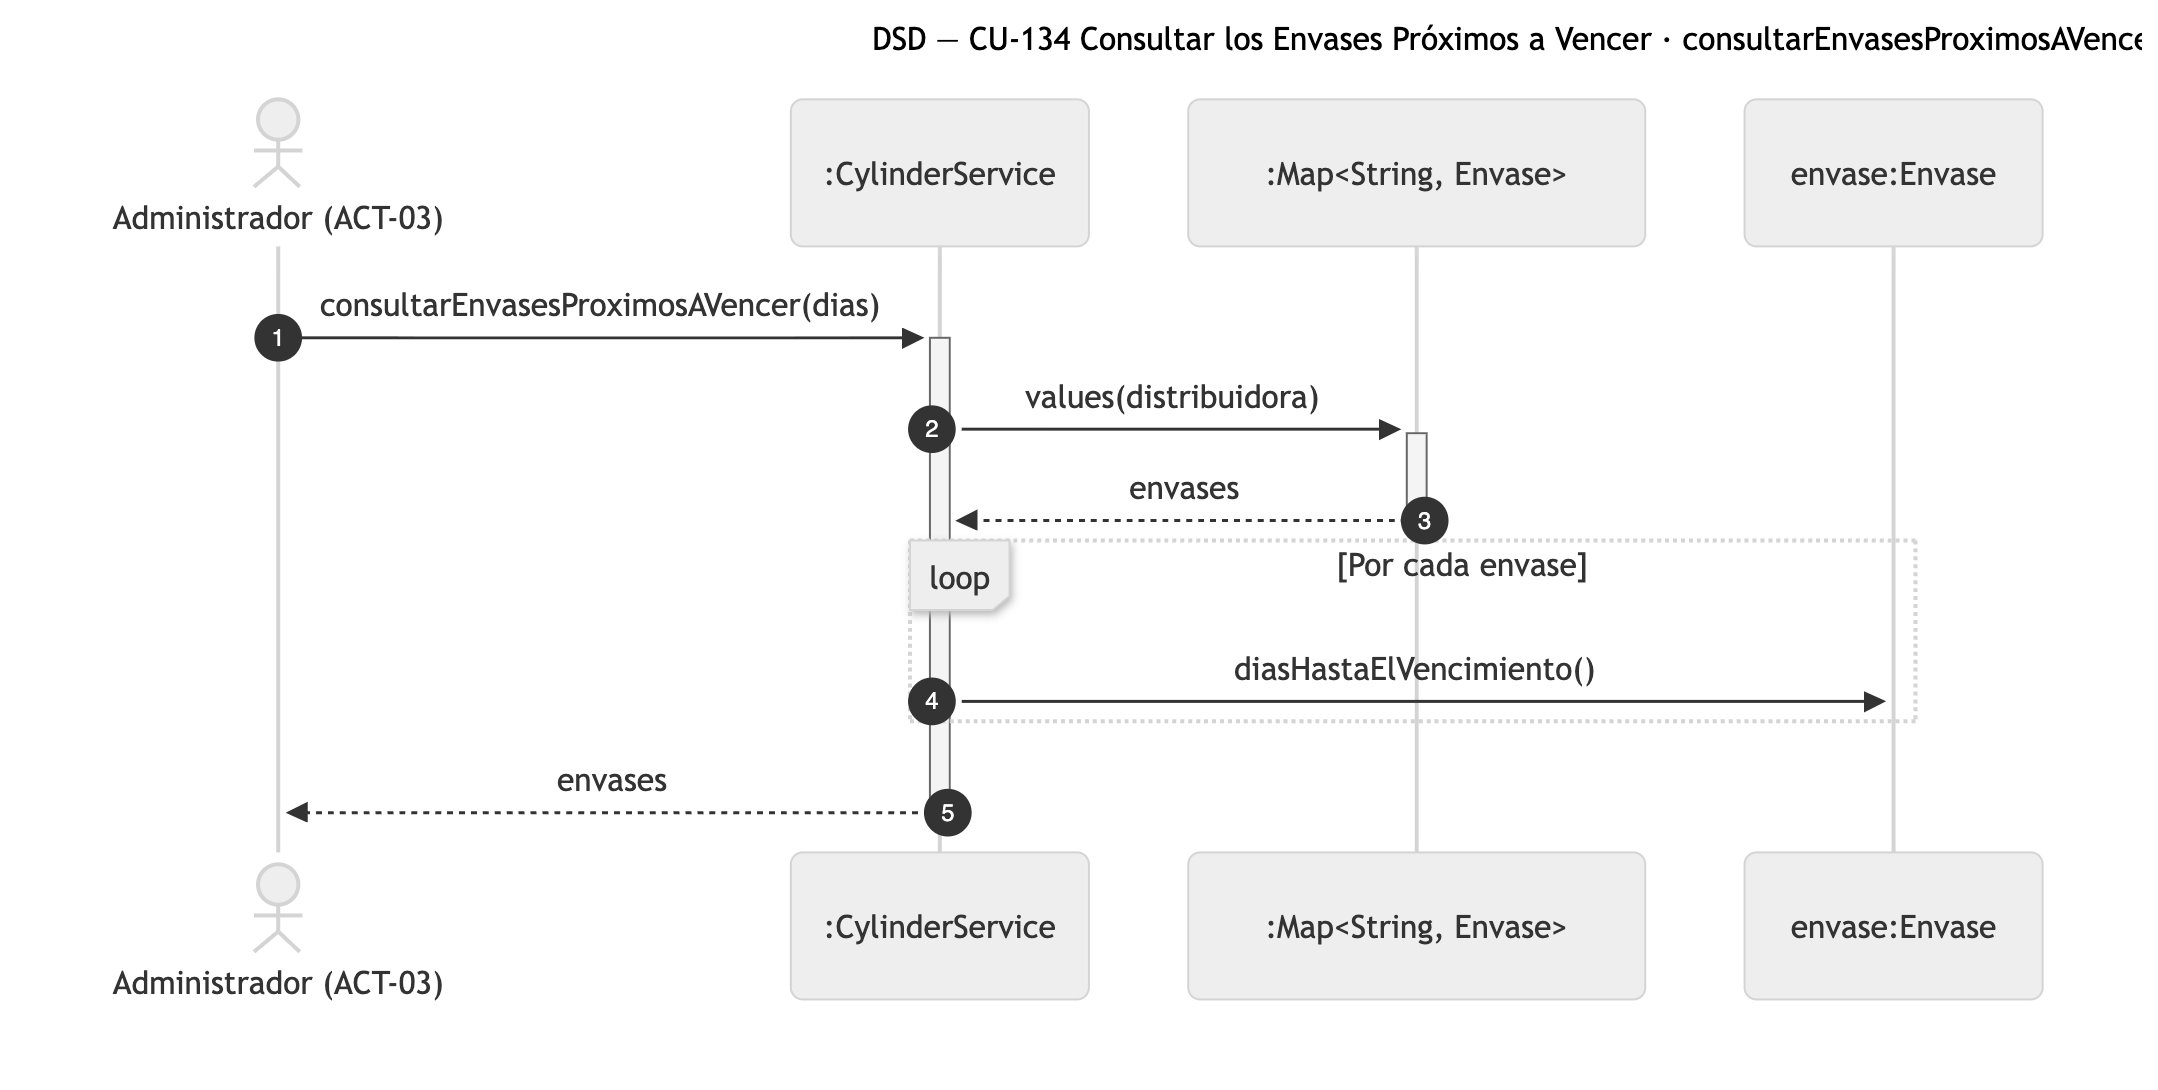 DSD — CU-134 Consultar los Envases Próximos a Vencer · consultarEnvasesProximosAVence
Administrador (ACT-03)
:CylinderService
:Map<String, Envase>
envase:Envase
consultarEnvasesProximosAVencer(dias)
1
values(distribuidora)
2
envases
3
loop
[Por cada envase]
diasHastaElVencimiento()
4
envases
5
Administrador (ACT-03)
:CylinderService
:Map<String, Envase>
envase:Envase